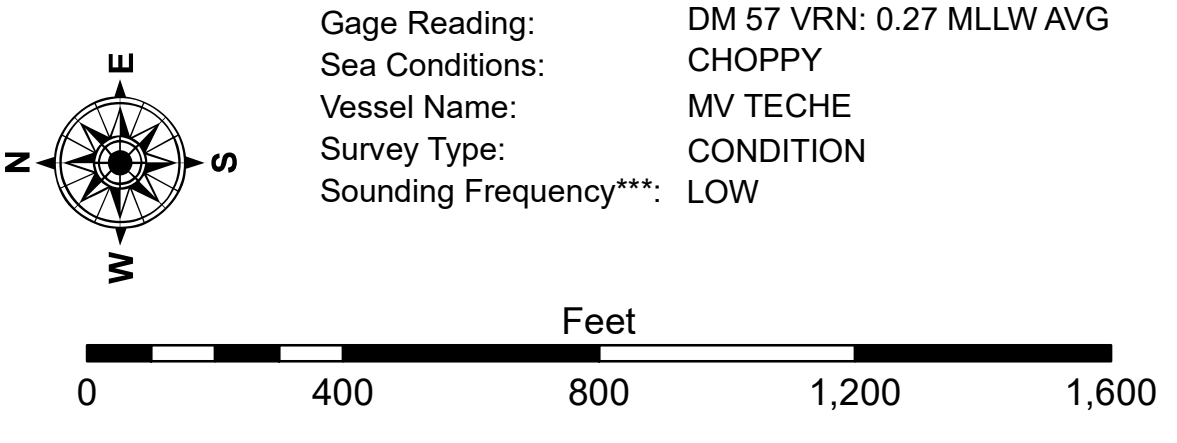 Gage Reading: DM 57 VRN: 0.27 MLLW AVG
Sea Conditions: CHOPPY
Vessel Name: MV TECHE
Survey Type: CONDITION
Sounding Frequency***: LOW
E
N
S
W
Feet
0 400 800 1,200 1,600